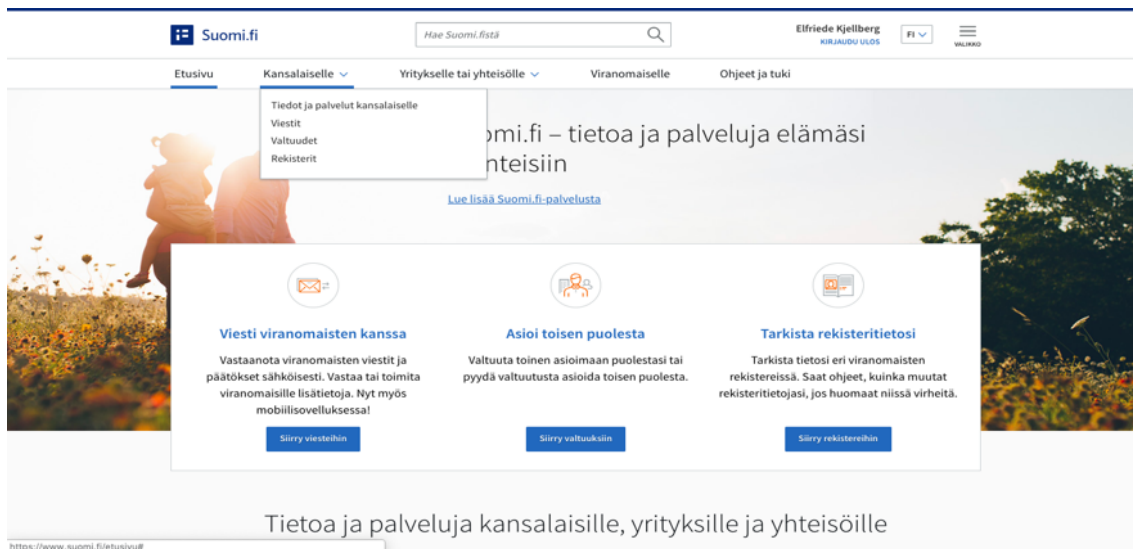 Suomi.fi
Hae Suomi.fistä
Elfriede Kjellberg
KIRJAUDU ULOS
FI
VALIKKO
Etusivu Kansalaiselle Yritykselle tai yhteisölle Viranomaiselle Ohjeet ja tuki
Tiedot ja palvelut kansalaiselle
Viestit
Valtuudet
Rekisterit
omi.fi – tietoa ja palveluja elämäsi
nteisiin
Lue lisää Suomi.fi-palvelusta
Viesti viranomaisten kanssa
Vastaanota viranomaisten viestit ja
päätökset sähköisesti. Vastaa tai toimita
viranomaisille lisätietoja. Nyt myös
mobiilisovelluksessa!
Siirry viesteihin
Asioi toisen puolesta
Valtuuta toinen asioimaan puolestasi tai
pyydä valtuutusta asioida toisen puolesta.
Siirry valtuuksiin
Tarkista rekisteritietosi
Tarkista tietosi eri viranomaisten
rekistereissä. Saat ohjeet, kuinka muutat
rekisteritietojasi, jos huomaat niissä virheitä.
Siirry rekistereihin
Tietoa ja palveluja kansalaisille, yrityksille ja yhteisöille
https://www.suomi.fi/etusivu#